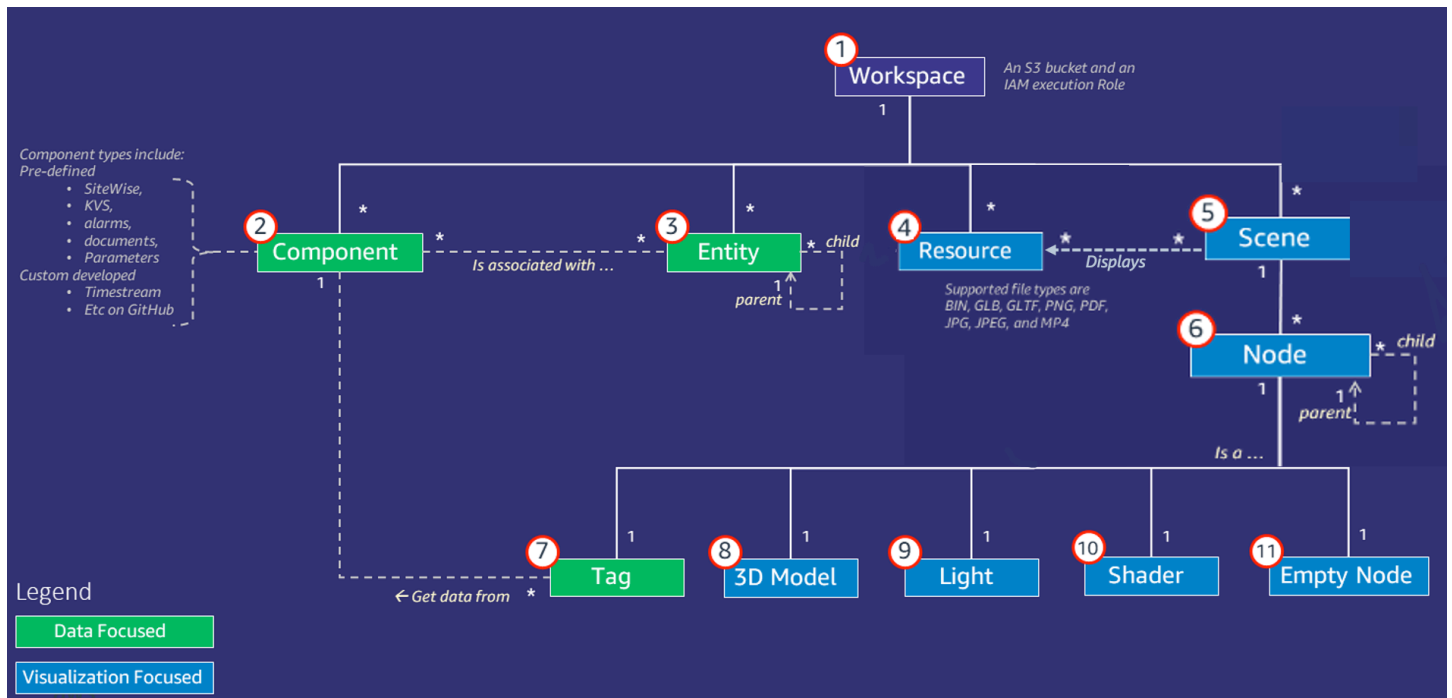 1
Workspace
An S3 bucket and an
IAM execution Role
1
Component types include:
Pre-defined
• SiteWise,
• KVS,
• alarms,
• documents,
• Parameters
Custom developed
• Timestream
• Etc on GitHub
2
Component
*
*
1
Is associated with ...
3
Entity
*
*
* child
1
parent
4
Resource
*
*
Supported file types are
BIN, GLB, GLTF, PNG, PDF,
JPG, JPEG, and MP4
Displays
5
Scene
*
*
1
6
Node
*
* child
1
parent
1
Is a ...
7
Tag
1
← Get data from *
8
3D Model
1
9
Light
1
10
Shader
1
11
Empty Node
1
Legend
Data Focused
Visualization Focused